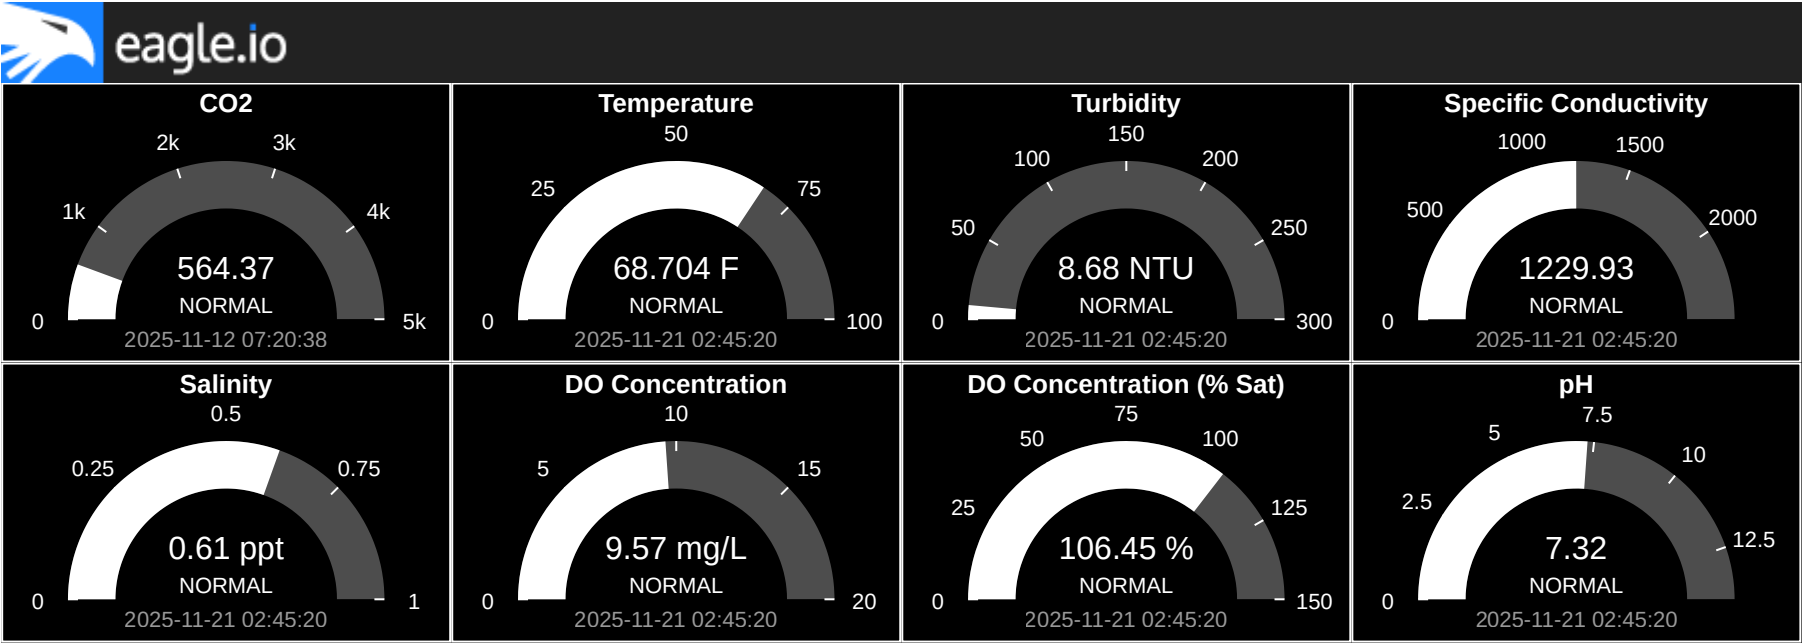 eagle.io
CO2
2k 3k
1k 4k
564.37
NORMAL
0 5k
2025-11-12 07:20:38
Temperature
50
25 75
68.704 F
NORMAL
0 100
2025-11-21 02:45:20
Turbidity
150
100 200
50 250
8.68 NTU
NORMAL
0 300
2025-11-21 02:45:20
Specific Conductivity
1000 1500
500 2000
1229.93
NORMAL
0
2025-11-21 02:45:20
Salinity
0.5
0.25 0.75
0.61 ppt
NORMAL
0 1
2025-11-21 02:45:20
DO Concentration
10
5 15
9.57 mg/L
NORMAL
0 20
2025-11-21 02:45:20
DO Concentration (% Sat)
75
50 100
25 125
106.45 %
NORMAL
0 150
2025-11-21 02:45:20
pH
7.5
5 10
2.5 12.5
7.32
NORMAL
0
2025-11-21 02:45:20